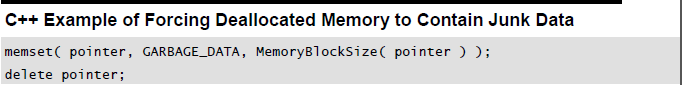 C++ Example of Forcing Deallocated Memory to Contain Junk Data
memset( pointer, GARBAGE_DATA, MemoryBlockSize( pointer ) );
delete pointer;